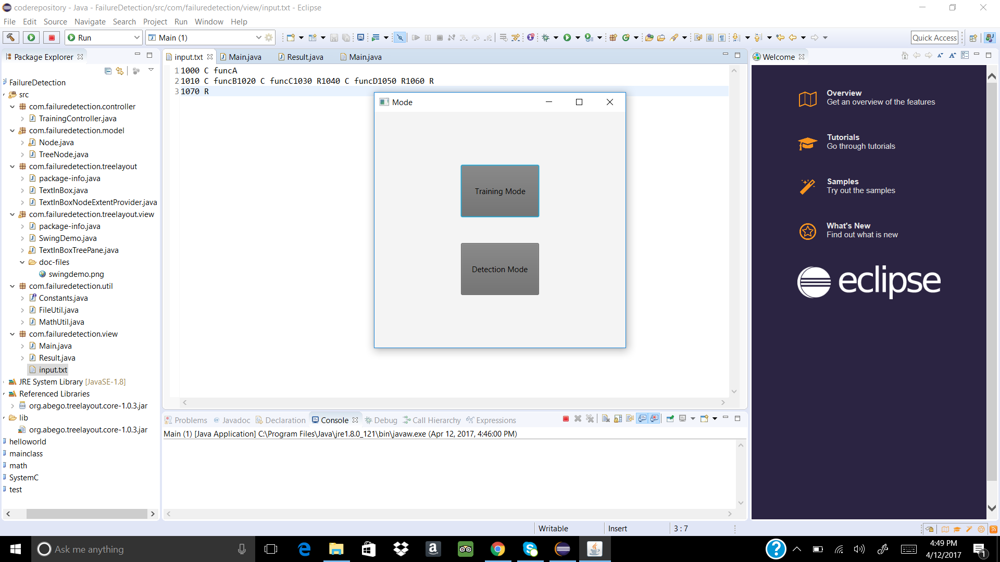 coderepository - Java - FailureDetection/src/com/failuredetection/view/input.txt - Eclipse
File Edit Source Navigate Search Project Run Window Help
Run
Main (1)
Quick Access
Package Explorer
FailureDetection
src
com.failuredetection.controller
TrainingController.java
com.failuredetection.model
Node.java
TreeNode.java
com.failuredetection.treelayout
package-info.java
TextInBox.java
TextInBoxNodeExtentProvider.java
com.failuredetection.treelayout.view
package-info.java
SwingDemo.java
TextInBoxTreePane.java
doc-files
swingdemo.png
com.failuredetection.util
Constants.java
FileUtil.java
MathUtil.java
com.failuredetection.view
Main.java
Result.java
input.txt
JRE System Library [JavaSE-1.8]
Referenced Libraries
org.abego.treelayout.core-1.0.3.jar
lib
org.abego.treelayout.core-1.0.3.jar
helloworld
mainclass
math
SystemC
test
input.txt Main.java Result.java Main.java
1 1000 C funcA
2 1010 C funcB1020 C funcC1030 R1040 C funcD1050 R1060 R
3 1070 R
Mode
Training Mode
Detection Mode
Problems @ Javadoc Declaration Console Debug Call Hierarchy Expressions
Main (1) [Java Application] C:\Program Files\Java\jre1.8.0_121\bin\javaw.exe (Apr 12, 2017, 4:46:00 PM)
Welcome
Overview
Get an overview of the features
Tutorials
Go through tutorials
Samples
Try out the samples
What's New
Find out what is new
eclipse
Writable Insert 3 : 7
Ask me anything
4:49 PM
4/12/2017
1